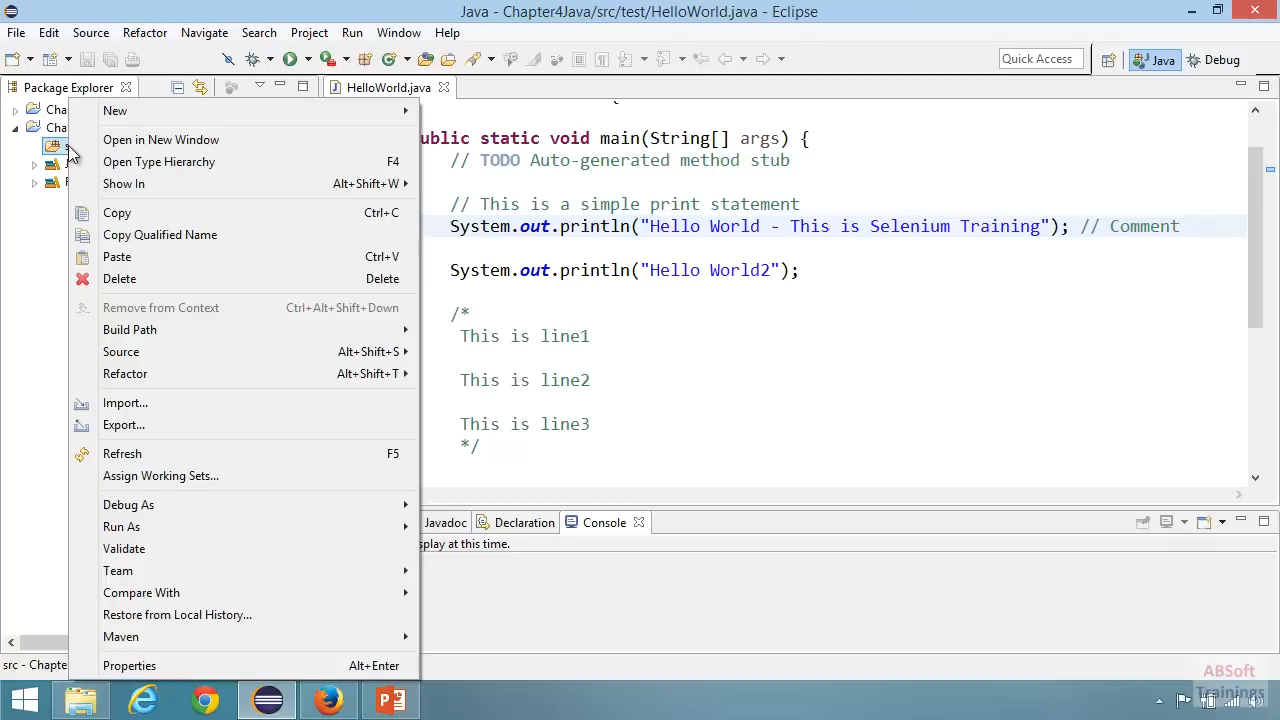 Java - Chapter4Java/src/test/HelloWorld.java - Eclipse
File Edit Source Refactor Navigate Search Project Run Window Help
Quick Access Java Debug
Package Explorer HelloWorld.java
Cha
Cha
New
Open in New Window
Open Type Hierarchy F4
Show In Alt+Shift+W
Copy Ctrl+C
Copy Qualified Name
Paste Ctrl+V
Delete Delete
Remove from Context Ctrl+Alt+Shift+Down
Build Path
Source Alt+Shift+S
Refactor Alt+Shift+T
Import...
Export...
Refresh F5
Assign Working Sets...
Debug As
Run As
Validate
Team
Compare With
Restore from Local History...
Maven
Properties Alt+Enter
{
ublic static void main(String[] args) {
// TODO Auto-generated method stub
// This is a simple print statement
System.out.println("Hello World - This is Selenium Training"); // Comment
System.out.println("Hello World2");
/*
This is line1
This is line2
This is line3
*/
Javadoc Declaration Console
splay at this time.
src - Chapte
ABSoft
Trainings